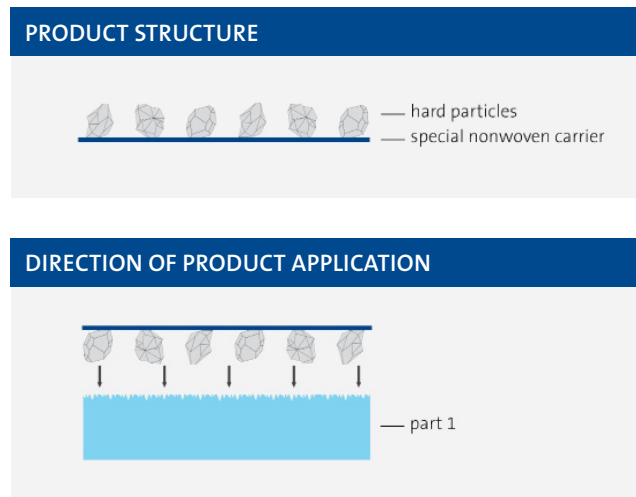 PRODUCT STRUCTURE
hard particles
special nonwoven carrier
DIRECTION OF PRODUCT APPLICATION
part 1